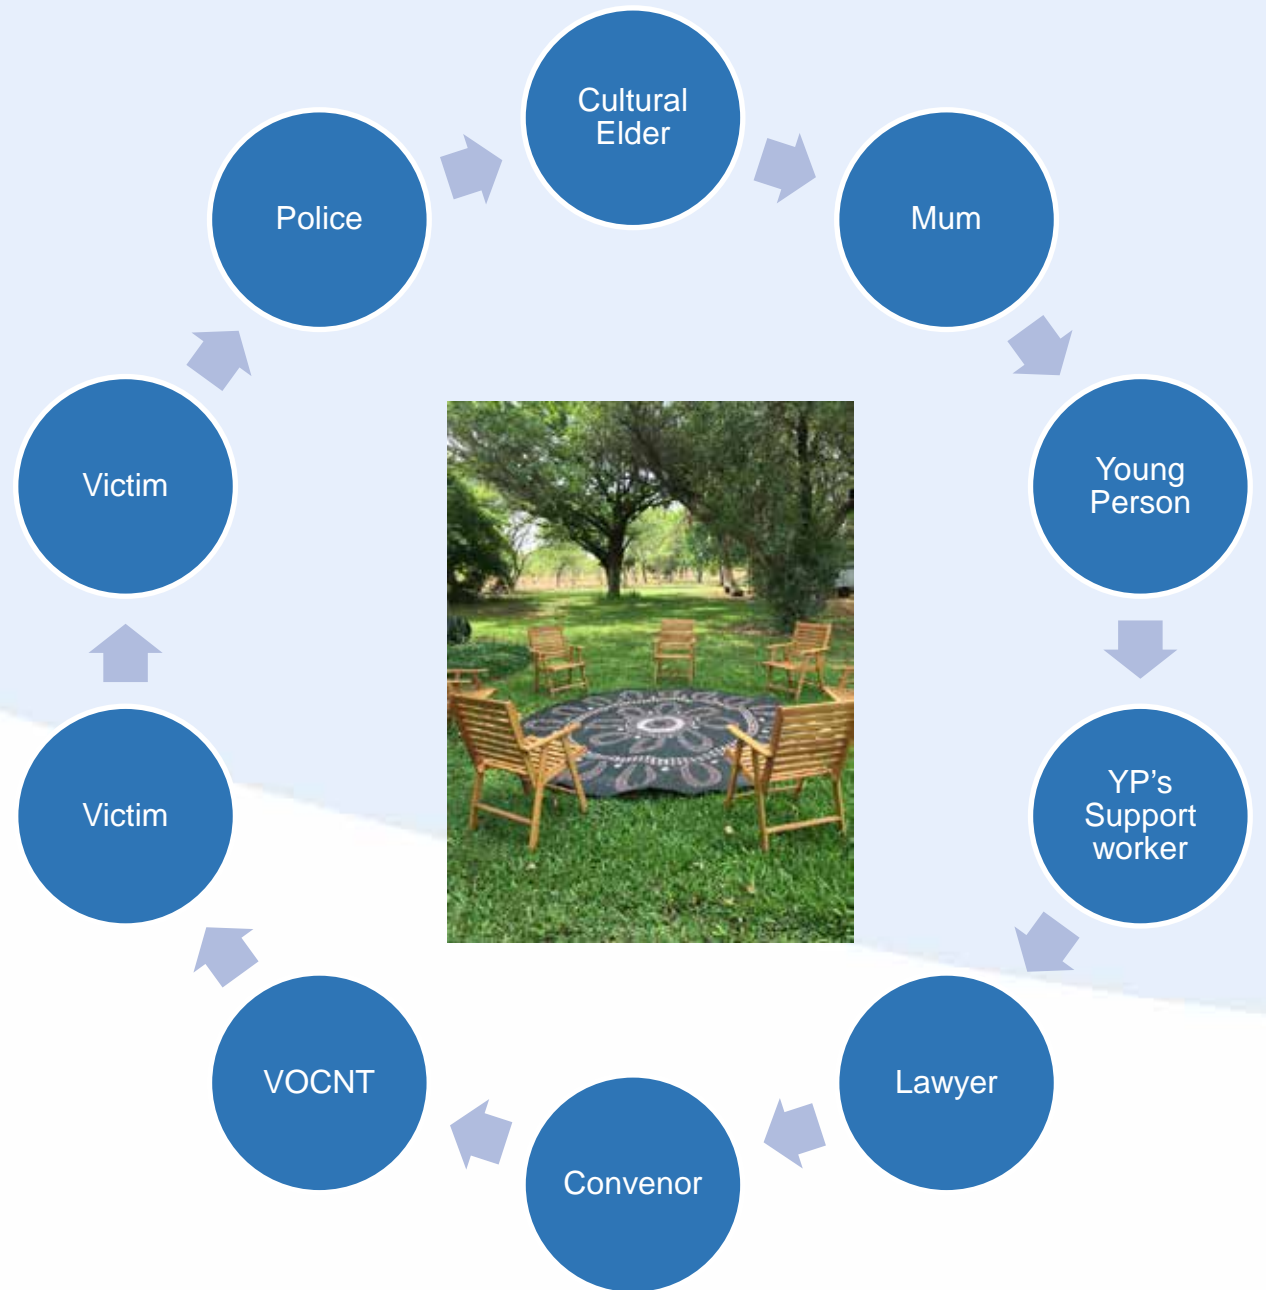 Cultural
Elder
Mum
Young
Person
YP's
Support
worker
Lawyer
Convenor
VOCNT
Victim
Victim
Police